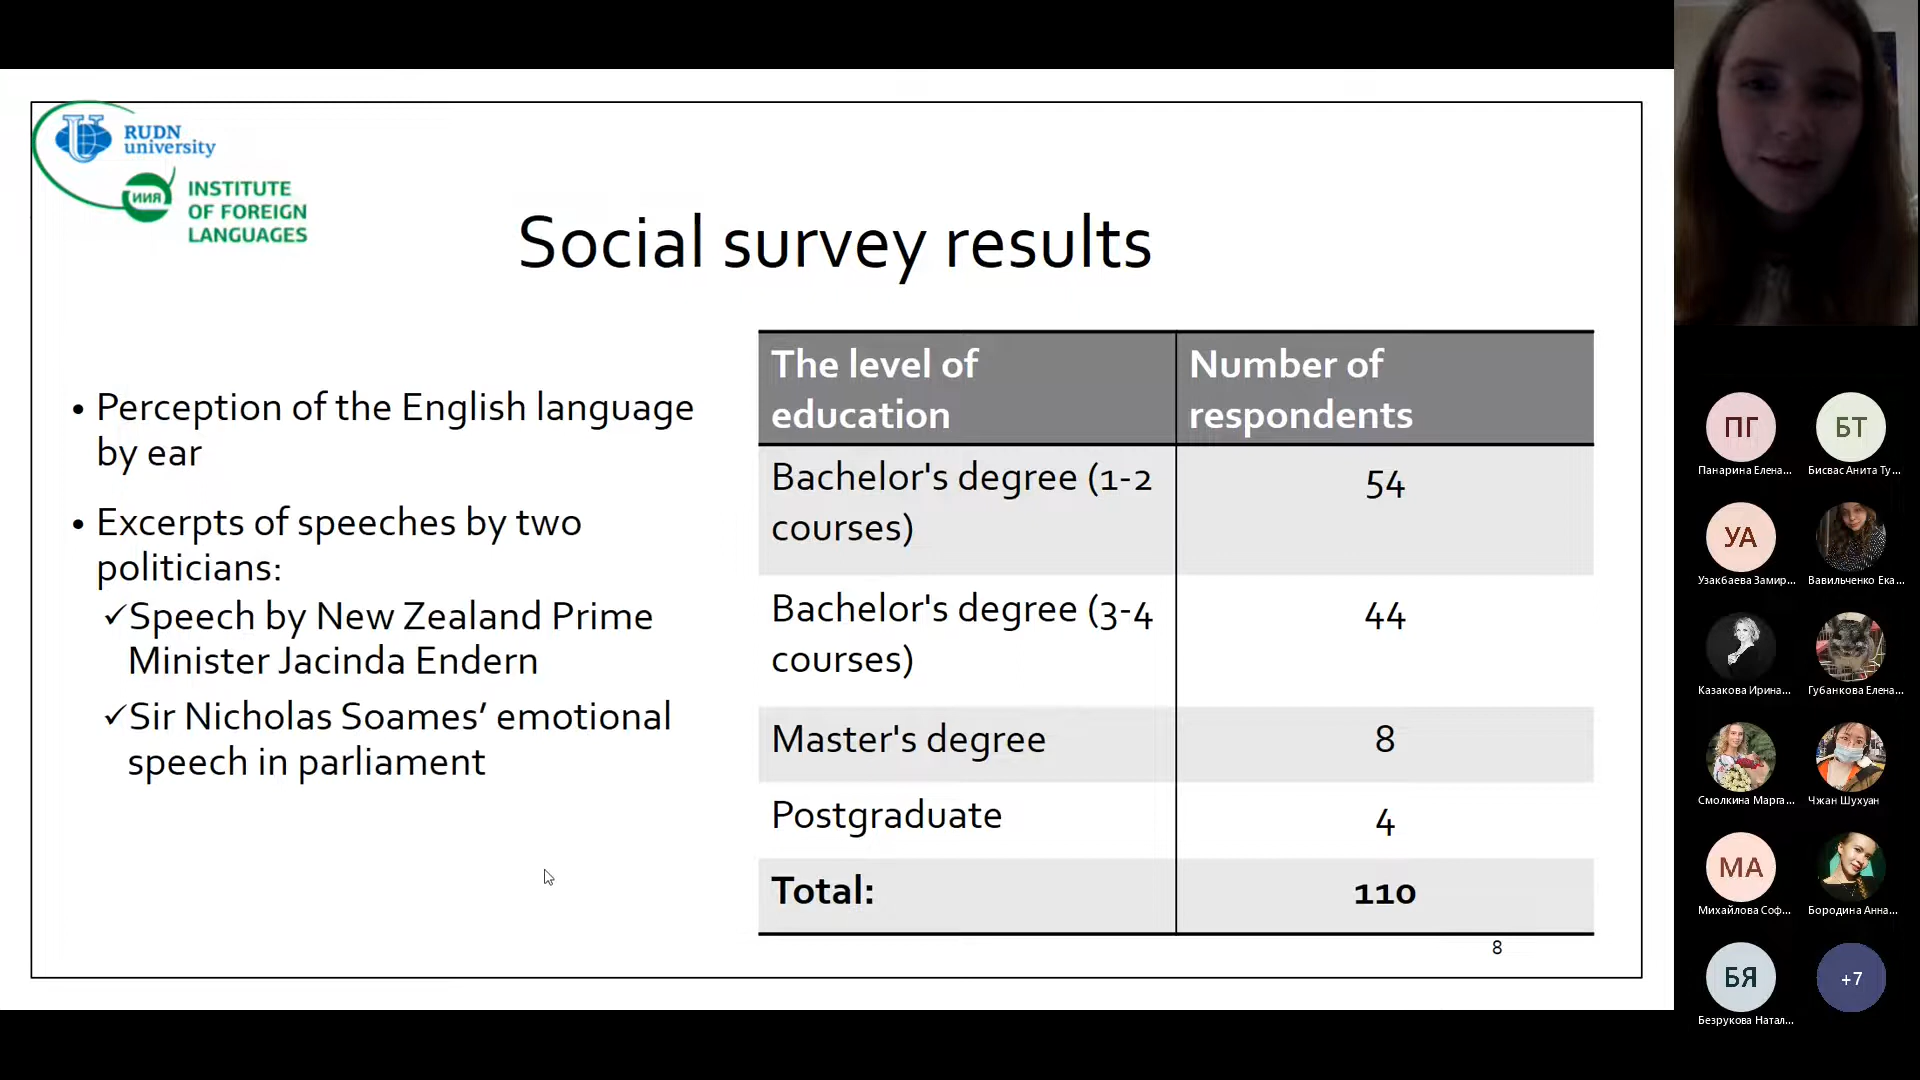 RUDN
university
ИИЯ
INSTITUTE
OF FOREIGN
LANGUAGES
Social survey results
• Perception of the English language
by ear
• Excerpts of speeches by two
politicians:
✓Speech by New Zealand Prime
Minister Jacinda Endern
✓Sir Nicholas Soames’ emotional
speech in parliament
The level of
education
Number of
respondents
Bachelor's degree (1-2
courses)
54
Bachelor's degree (3-4
courses)
44
Master's degree
8
Postgraduate
4
Total:
110
8
ПГ
Панарина Елена...
БТ
Бисвас Анита Ту...
УА
Узакбаева Замир...
Вавильченко Ека...
Казакова Ирина...
Губанкова Елена...
Смолкина Марга...
Чжан Шухуан
МА
Михайлова Соф...
Бородина Анна...
БЯ
Безрукова Натал...
+7